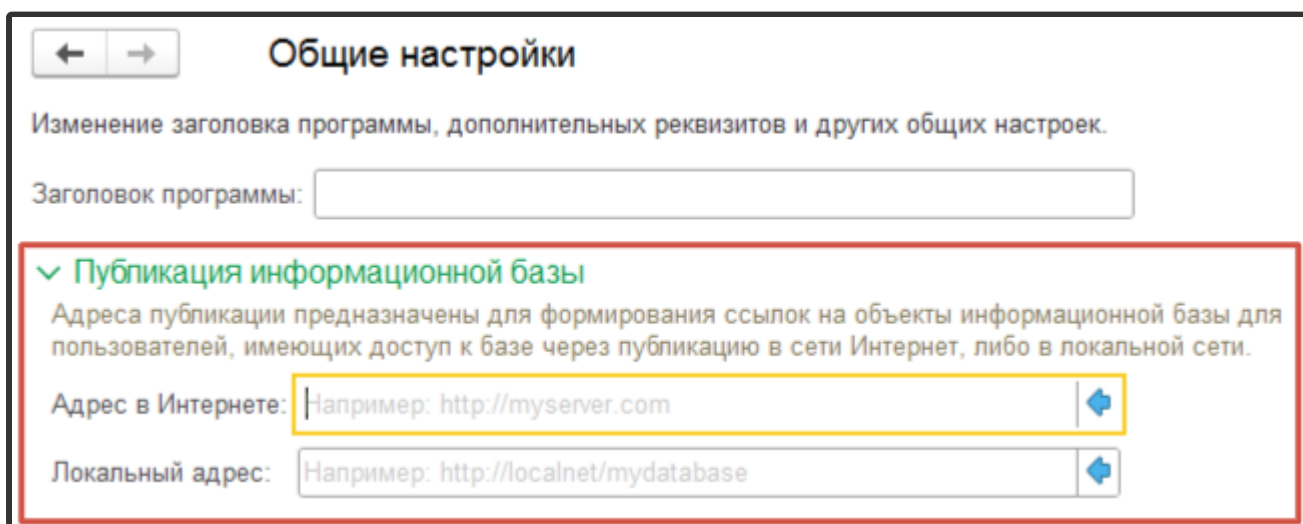 Общие настройки
Изменение заголовка программы, дополнительных реквизитов и других общих настроек.
Заголовок программы:
Публикация информационной базы
Адреса публикации предназначены для формирования ссылок на объекты информационной базы для
пользователей, имеющих доступ к базе через публикацию в сети Интернет, либо в локальной сети.
Адрес в Интернете: Например: http://myserver.com
Локальный адрес: Например: http://localnet/mydatabase